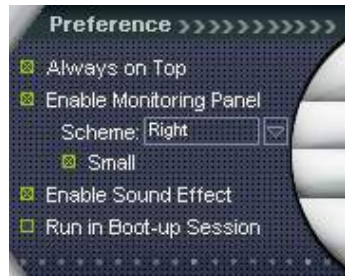 Preference >>>>>>>>>>>
Always on Top
Enable Monitoring Panel
Scheme: Right
Small
Enable Sound Effect
Run in Boot-up Session